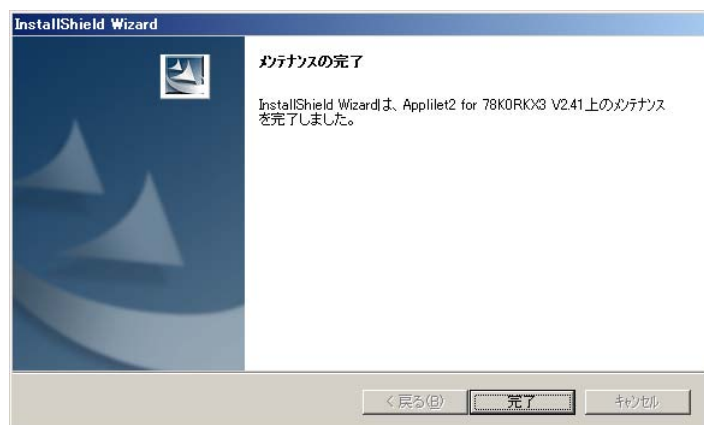 InstallShield Wizard
メンテナンスの完了
InstallShield Wizardは、Applilet2 for 78K0RKX3 V2.41上のメンテナンス
を完了しました。
< 戻る(B)
完了
キャンセル